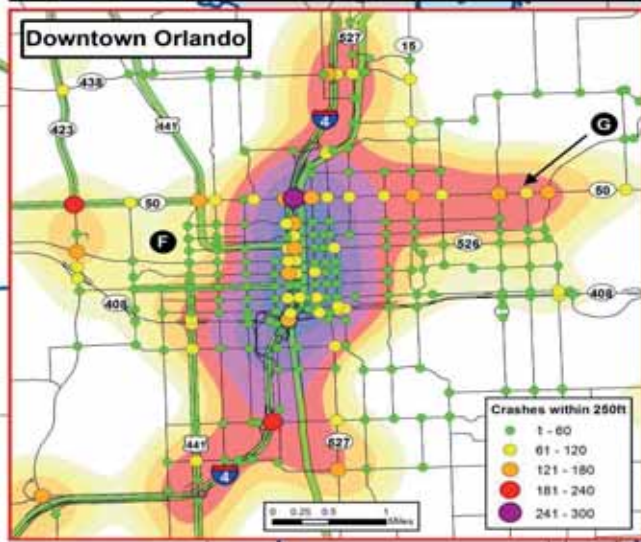 Downtown Orlando
527
15
438
423
441
4
G
50
50
F
526
408
408
441
527
4
Crashes within 250ft
1 - 60
61 - 120
121 - 180
181 - 240
241 - 300
0 0.25 0.5 1
Miles